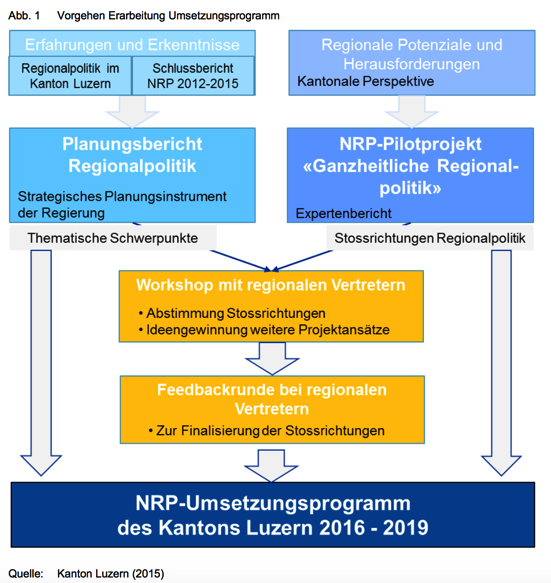 Abb. 1 Vorgehen Erarbeitung Umsetzungsprogramm
Erfahrungen und Erkenntnisse
Regionalpolitik im
Kanton Luzern
Schlussbericht
NRP 2012-2015
Regionale Potenziale und
Herausforderungen
Kantonale Perspektive
Planungsbericht
Regionalpolitik
Strategisches Planungsinstrument
der Regierung
NRP-Pilotprojekt
«Ganzheitliche Regional-
politik»
Expertenbericht
Thematische Schwerpunkte
Stossrichtungen Regionalpolitik
Workshop mit regionalen Vertretern
• Abstimmung Stossrichtungen
• Ideengewinnung weitere Projektansätze
Feedbackrunde bei regionalen
Vertretern
• Zur Finalisierung der Stossrichtungen
NRP-Umsetzungsprogramm
des Kantons Luzern 2016 - 2019
Quelle: Kanton Luzern (2015)